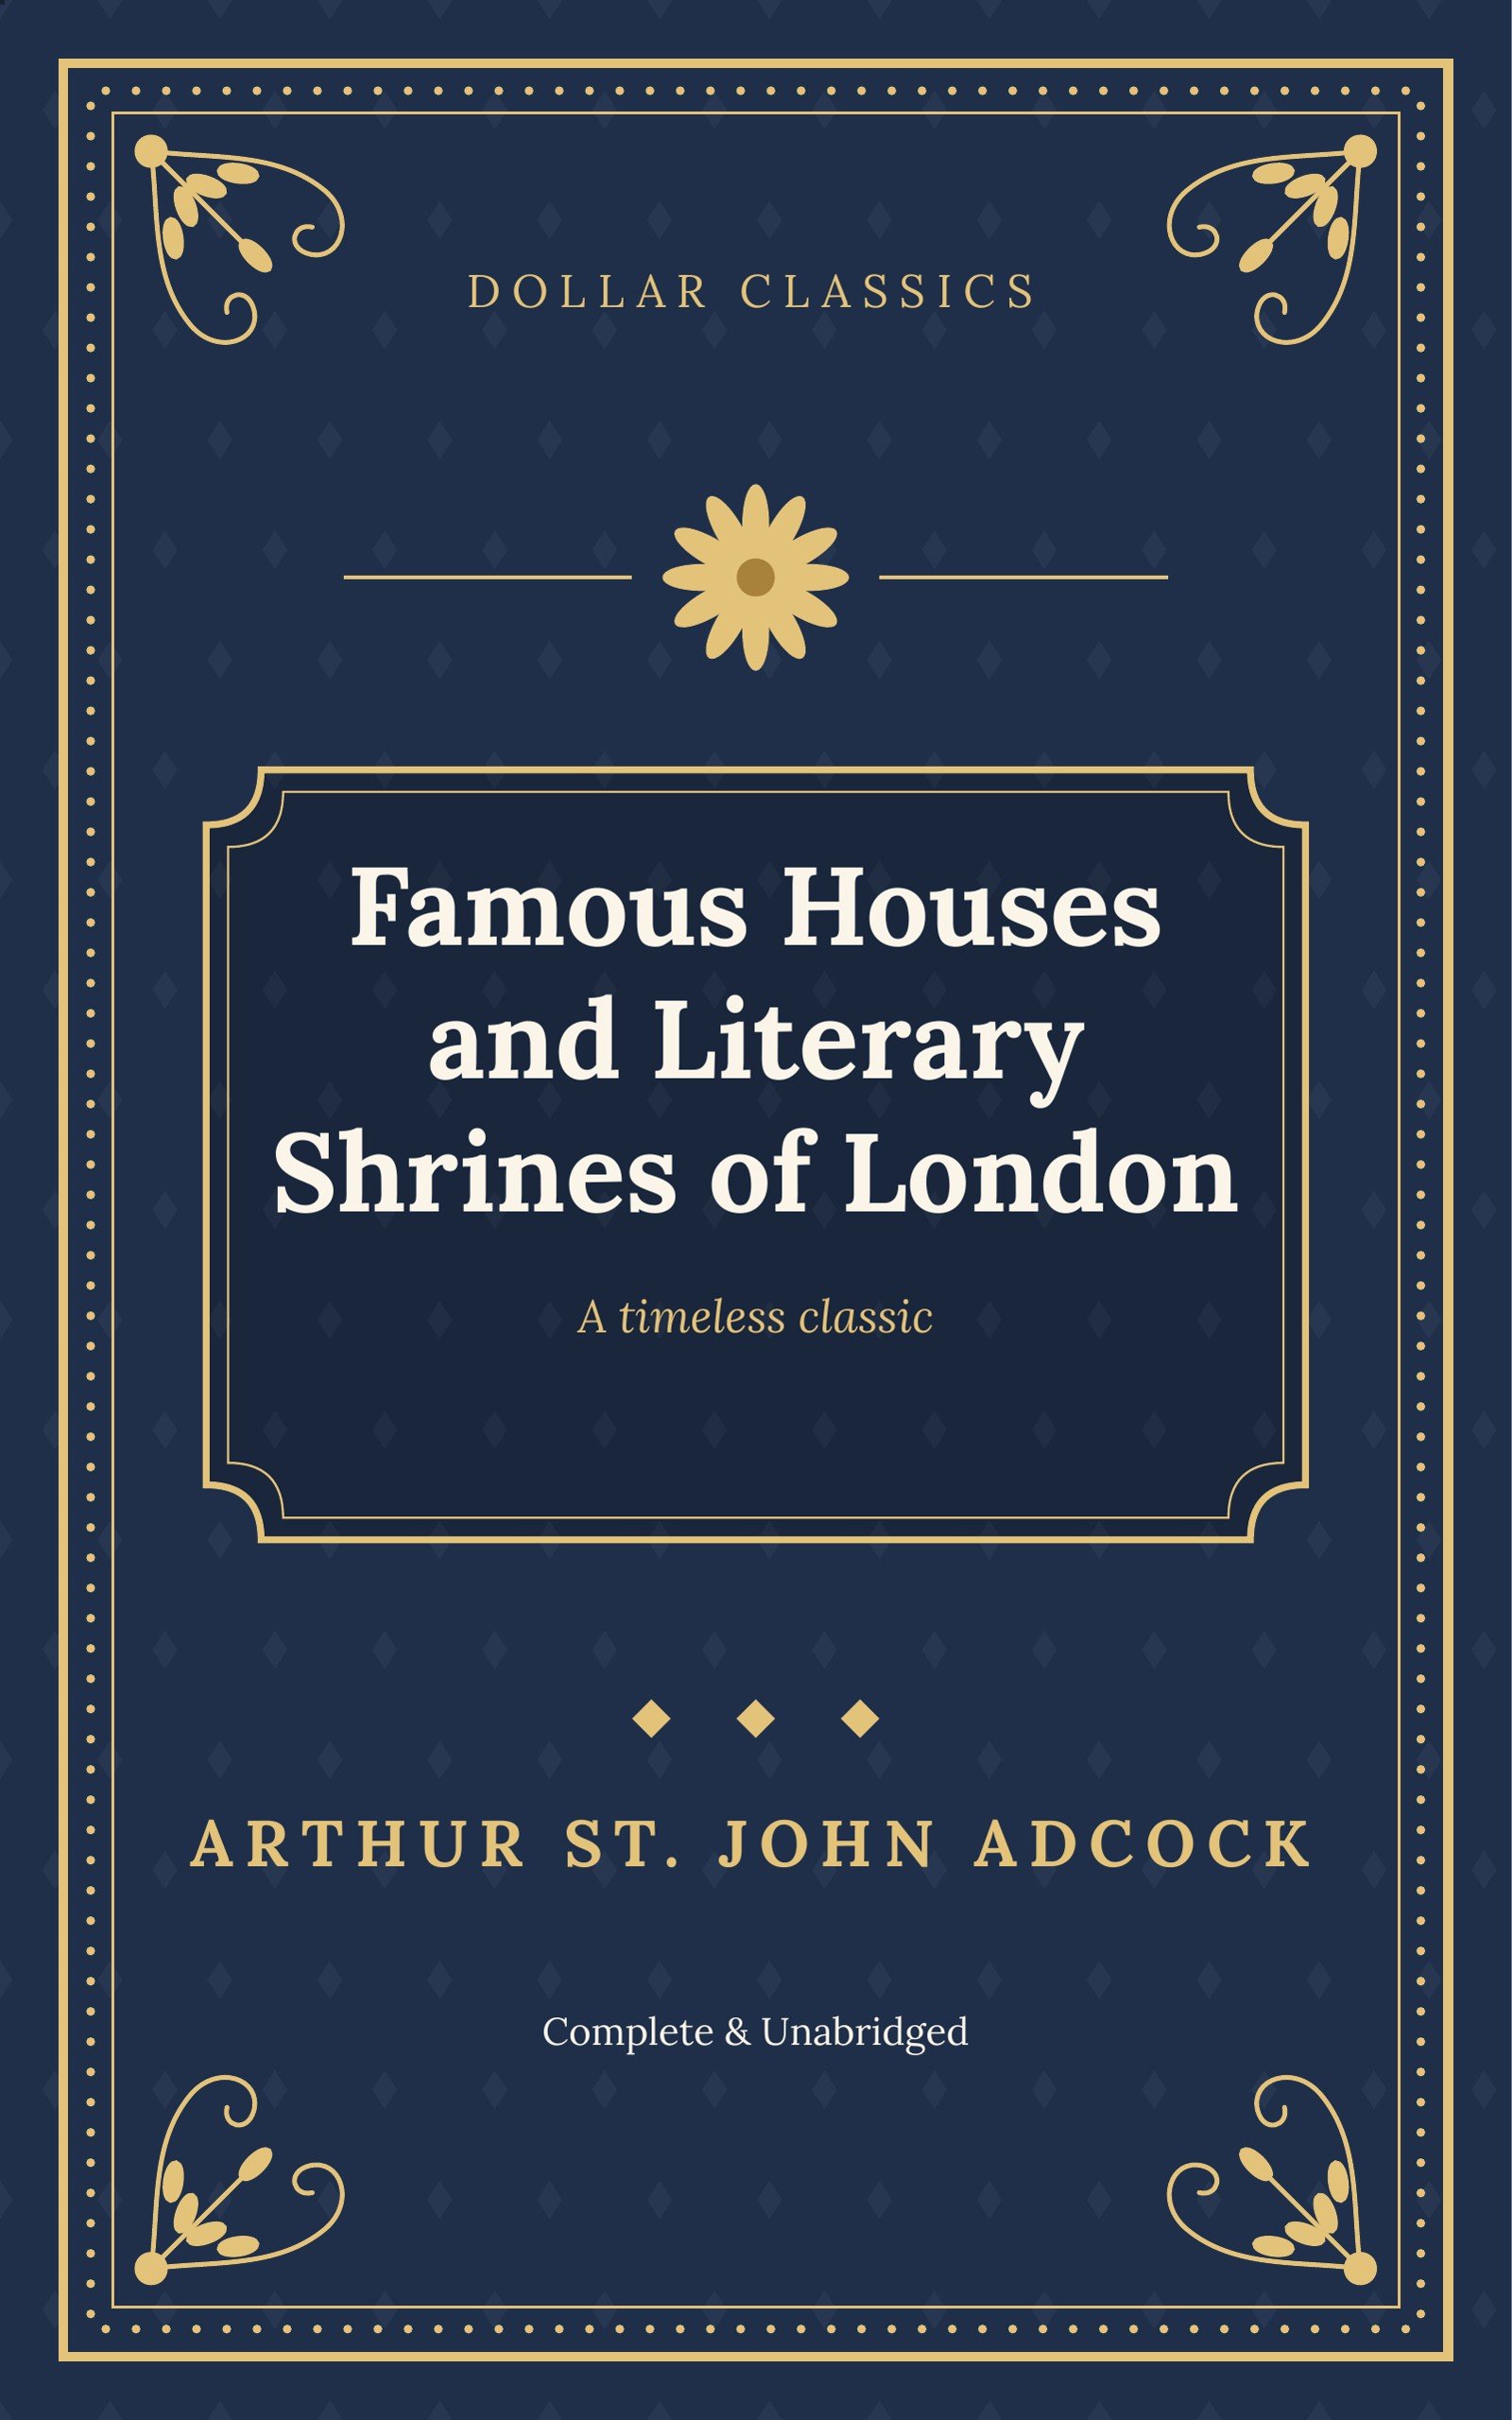 DOLLAR CLASSICS
Famous Houses
and Literary
Shrines of London
A timeless classic
ARTHUR ST. JOHN ADCOCK
Complete & Unabridged